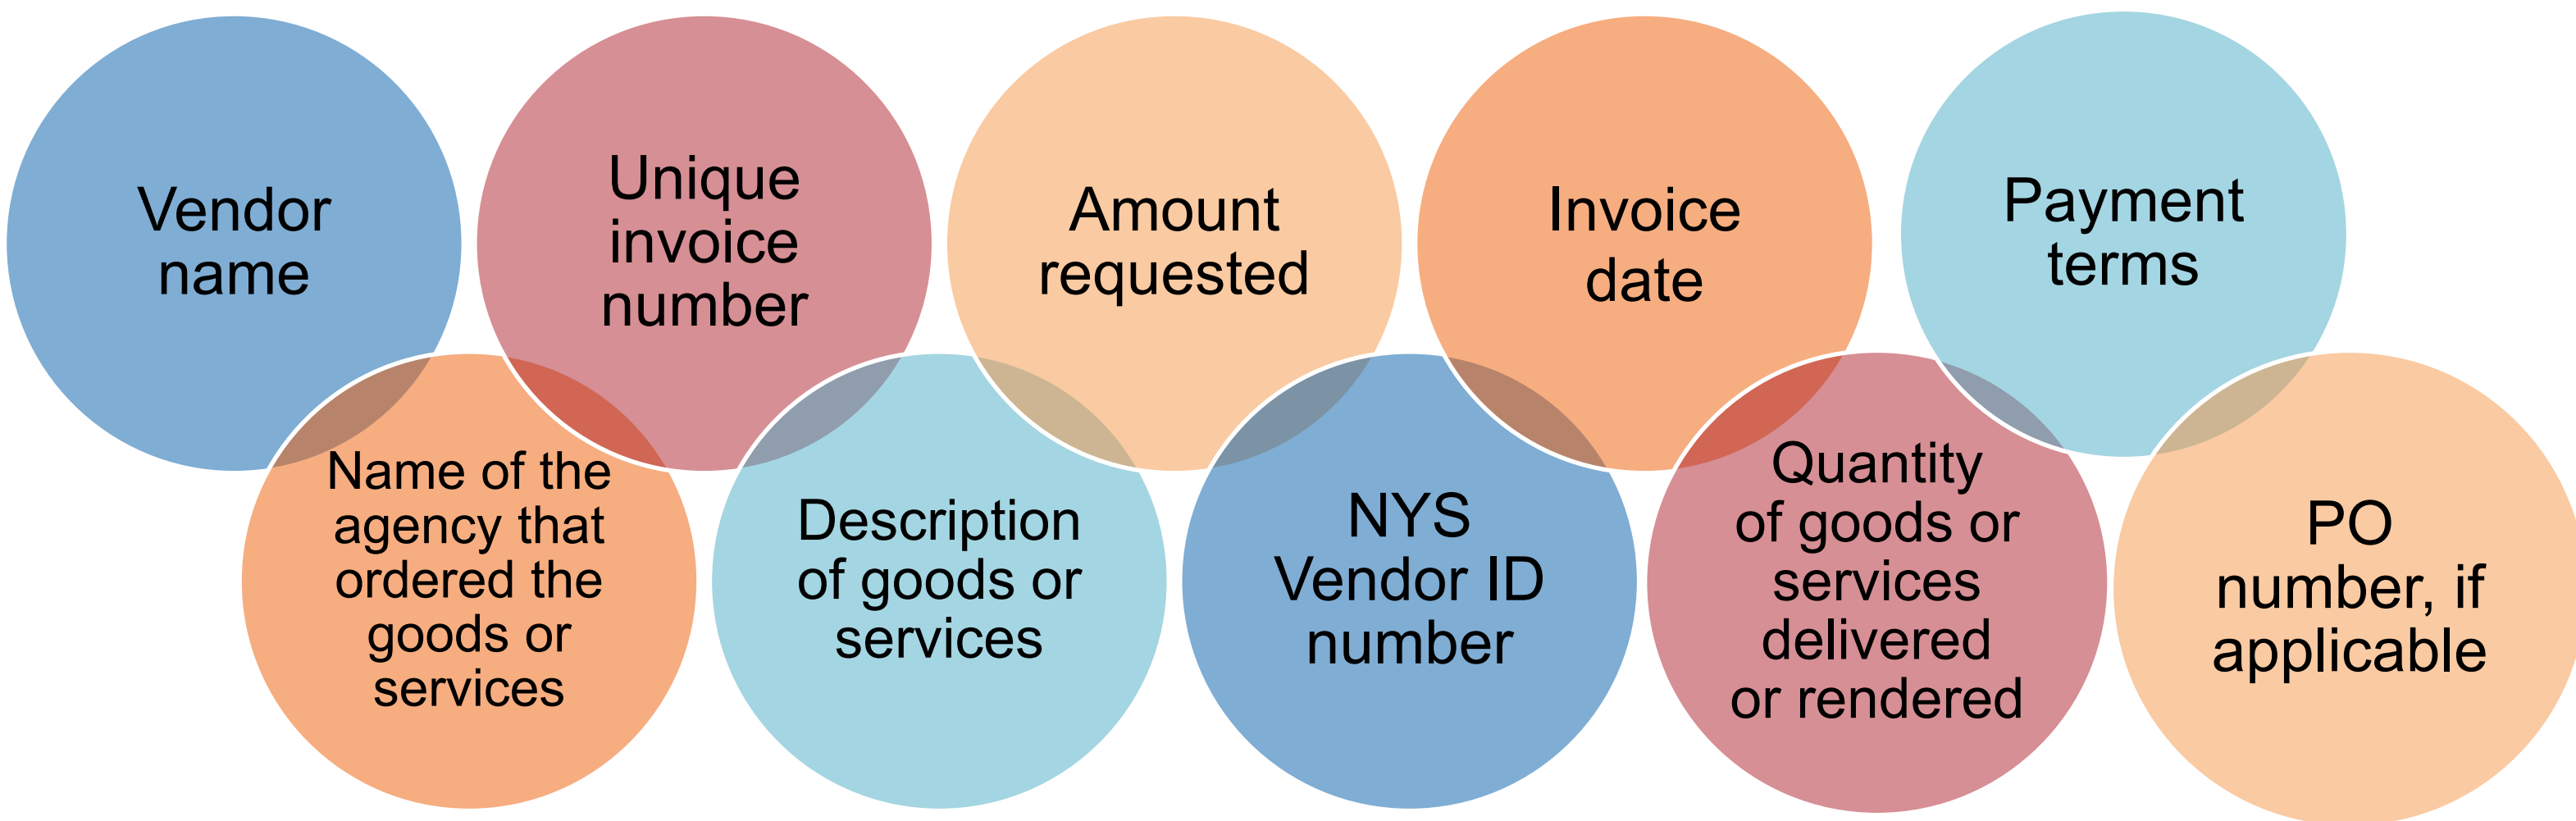 Vendor
name
Name of the
agency that
ordered the
goods or
services
Unique
invoice
number
Description
of goods or
services
Amount
requested
NYS
Vendor ID
number
Invoice
date
Quantity
of goods or
services
delivered
or rendered
Payment
terms
PO
number, if
applicable